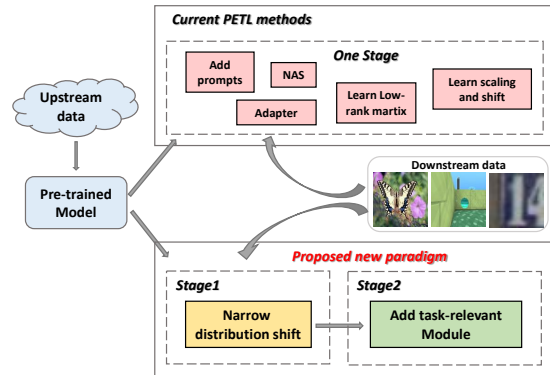 Current PETL methods
One Stage
Add
prompts
NAS
Adapter
Learn Low-
rank martix
Learn scaling
and shift
Upstream
data
Pre-trained
Model
Downstream data
14
Proposed new paradigm
Stage1
Narrow
distribution shift
Stage2
Add task-relevant
Module